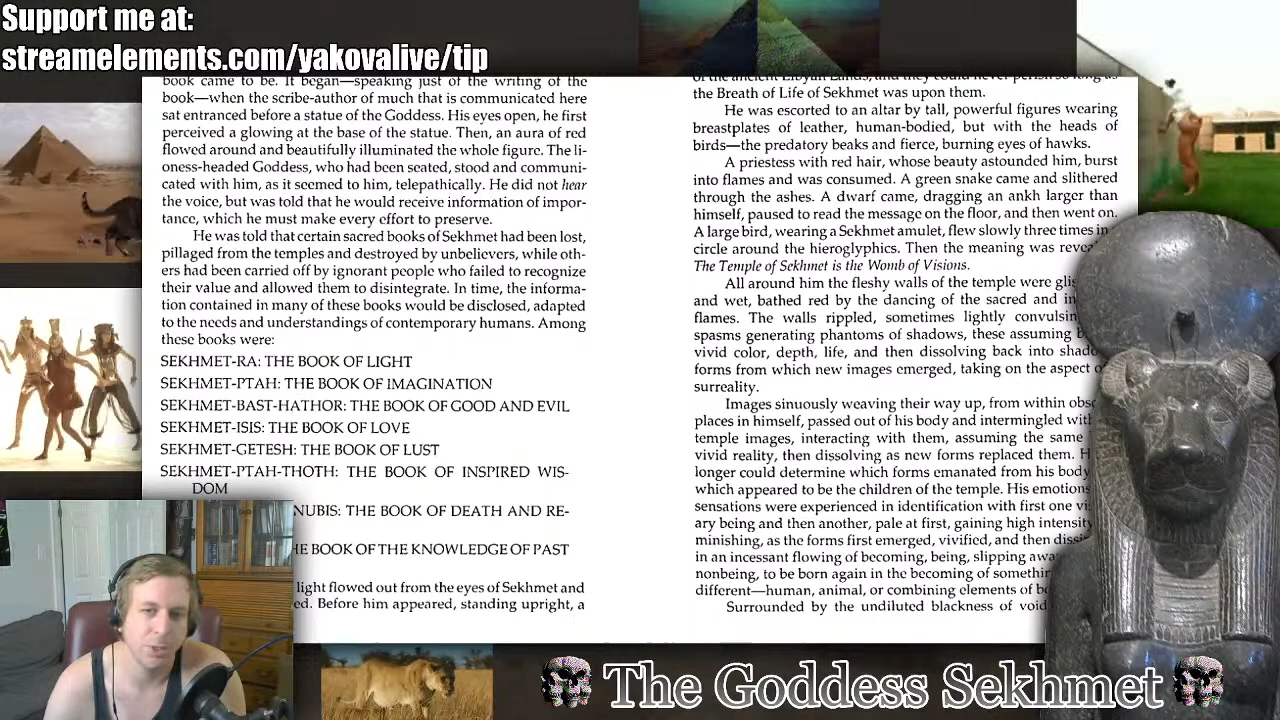 Support me at:
streamelements.com/yakovalive/tip
book came to be. It began—speaking just of the writing of the
book—when the scribe-author of much that is communicated here
sat entranced before a statue of the Goddess. His eyes open, he first
perceived a glowing at the base of the statue. Then, an aura of red
flowed around and beautifully illuminated the whole figure. The li-
oness-headed Goddess, who had been seated, stood and communi-
cated with him, as it seemed to him, telepathically. He did not hear
the voice, but was told that he would receive information of impor-
tance, which he must make every effort to preserve.
He was told that certain sacred books of Sekhmet had been lost,
pillaged from the temples and destroyed by unbelievers, while oth-
ers had been carried off by ignorant people who failed to recognize
their value and allowed them to disintegrate. In time, the informa-
tion contained in many of these books would be disclosed, adapted
to the needs and understandings of contemporary humans. Among
these books were:
SEKHMET-RA: THE BOOK OF LIGHT
SEKHMET-PTAH: THE BOOK OF IMAGINATION
SEKHMET-BAST-HATHOR: THE BOOK OF GOOD AND EVIL
SEKHMET-ISIS: THE BOOK OF LOVE
SEKHMET-GETESH: THE BOOK OF LUST
SEKHMET-PTAH-THOTH: THE BOOK OF INSPIRED WIS-
DOM
NUBIS: THE BOOK OF DEATH AND RE-
HE BOOK OF THE KNOWLEDGE OF PAST
light flowed out from the eyes of Sekhmet and
ed. Before him appeared, standing upright, a
of the ancient Libyan Lands, and they could never perish so long as
the Breath of Life of Sekhmet was upon them.
He was escorted to an altar by tall, powerful figures wearing
breastplates of leather, human-bodied, but with the heads of
birds—the predatory beaks and fierce, burning eyes of hawks.
A priestess with red hair, whose beauty astounded him, burst
into flames and was consumed. A green snake came and slithered
through the ashes. A dwarf came, dragging an ankh larger than
himself, paused to read the message on the floor, and then went on.
A large bird, wearing a Sekhmet amulet, flew slowly three times in
circle around the hieroglyphics. Then the meaning was reve
The Temple of Sekhmet is the Womb of Visions.
All around him the fleshy walls of the temple were glis
and wet, bathed red by the dancing of the sacred and in
flames. The walls rippled, sometimes lightly convulsin
spasms generating phantoms of shadows, these assuming
vivid color, depth, life, and then dissolving back into shado
forms from which new images emerged, taking on the aspect o
surreality.
Images sinuously weaving their way up, from within obs
places in himself, passed out of his body and intermingled wit
temple images, interacting with them, assuming the same
vivid reality, then dissolving as new forms replaced them. H
longer could determine which forms emanated from his body
which appeared to be the children of the temple. His emotions
sensations were experienced in identification with first one vi
ary being and then another, pale at first, gaining high intensity
minishing, as the forms first emerged, vivified, and then dissi
in an incessant flowing of becoming, being, slipping awa
nonbeing, to be born again in the becoming of somethin
different—human, animal, or combining elements of bo
Surrounded by the undiluted blackness of void,
The Goddess Sekhmet